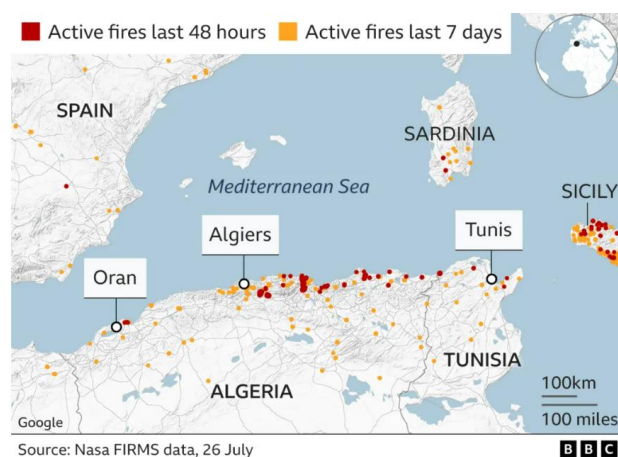 Active fires last 48 hours
Active fires last 7 days
SPAIN
SARDINIA
Mediterranean Sea
SICILY
Algiers
Tunis
Oran
TUNISIA
ALGERIA
100km
100 miles
Google
Source: Nasa FIRMS data, 26 July
BBC